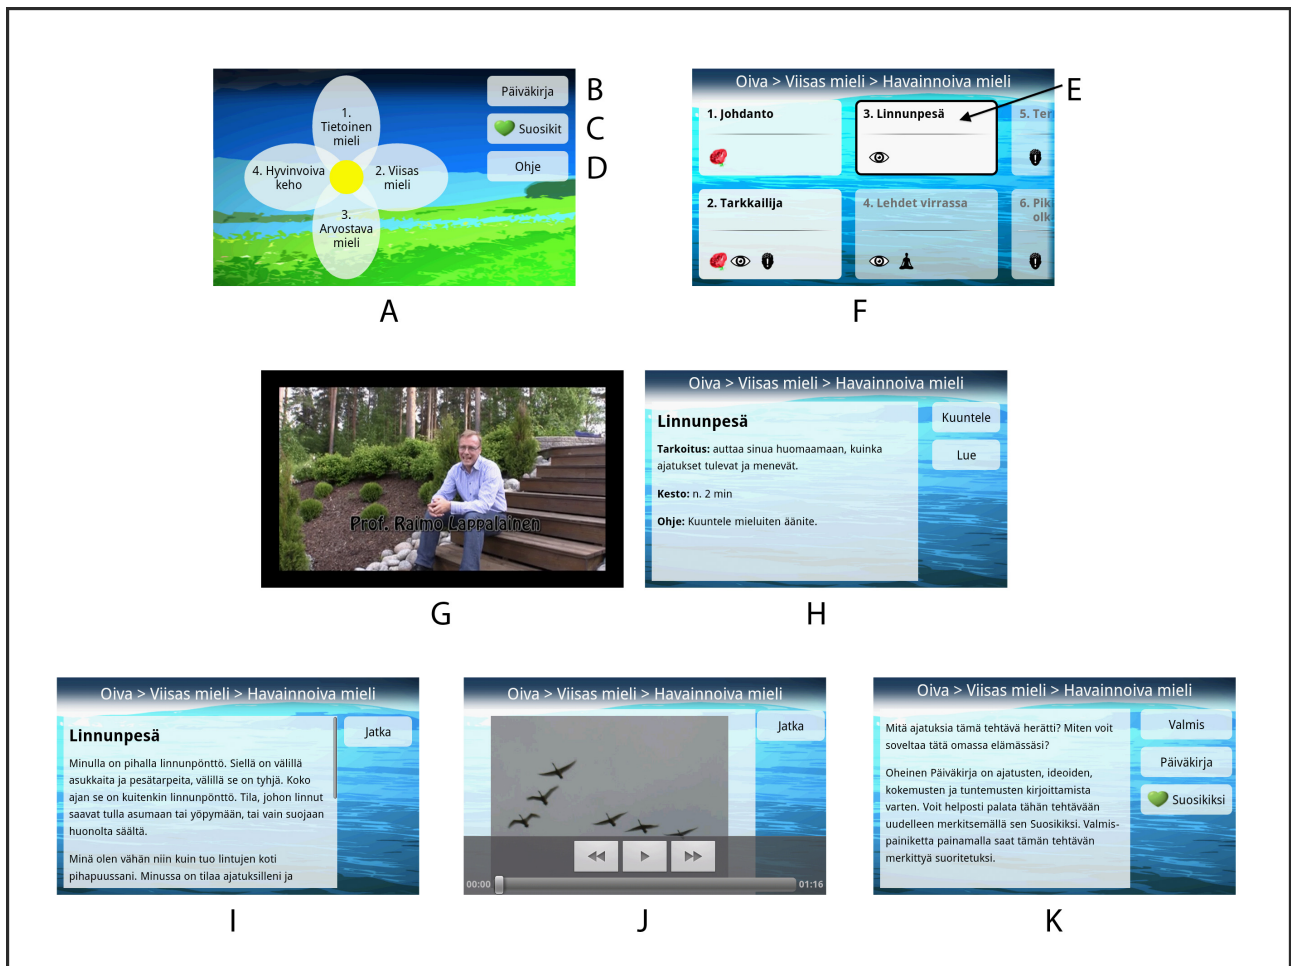 1.
Tietoinen
mieli
4. Hyvinvoiva
keho
2. Viisas
mieli
3.
Arvostava
mieli
Päiväkirja
Suosikit
Ohje
B
C
D
A
Oiva > Viisas mieli > Havainnoiva mieli
1. Johdanto
3. Linnunpesä
5. Ter
2. Tarkkailija
4. Lehdet virrassa
6. Pik
olk-
E
F
Prof. Raimo Lappalainen
G
Oiva > Viisas mieli > Havainnoiva mieli
Linnunpesä
Tarkoitus: auttaa sinua huomaamaan, kuinka
ajatukset tulevat ja menevät.
Kesto: n. 2 min
Ohje: Kuuntele mieluiten äänite.
Kuuntele
Lue
H
Oiva > Viisas mieli > Havainnoiva mieli
Linnunpesä
Minulla on pihalla linnunpönttö. Siellä on välillä
asukkaita ja pesätarpeita, välillä se on tyhjä. Koko
ajan se on kuitenkin linnunpönttö. Tila, johon linnut
saavat tulla asumaan tai yöpymään, tai vain suojaan
huonolta säältä.
Minä olen vähän niin kuin tuo lintujen koti
pihapuussani. Minussa on tilaa ajatuksilleni ja
Jatka
I
Oiva > Viisas mieli > Havainnoiva mieli
Jatka
00:00
01:16
J
Oiva > Viisas mieli > Havainnoiva mieli
Mitä ajatuksia tämä tehtävä herätti? Miten voit
soveltaa tätä omassa elämässäsi?
Oheinen Päiväkirja on ajatusten, ideoiden,
kokemusten ja tuntemusten kirjoittamista
varten. Voit helposti palata tähän tehtävään
uudelleen merkitsemällä sen Suosikiksi. Valmis-
painiketta painamalla saat tämän tehtävän
merkittyä suoritetuksi.
Valmis
Päiväkirja
Suosikiksi
K